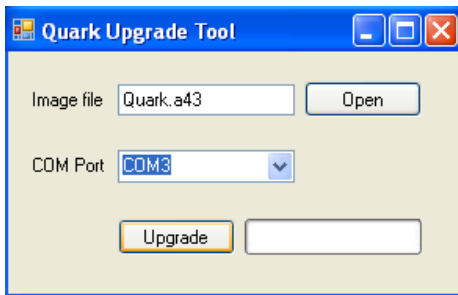 Quark Upgrade Tool
Image file Quark.a43 Open
COM Port COM3
Upgrade